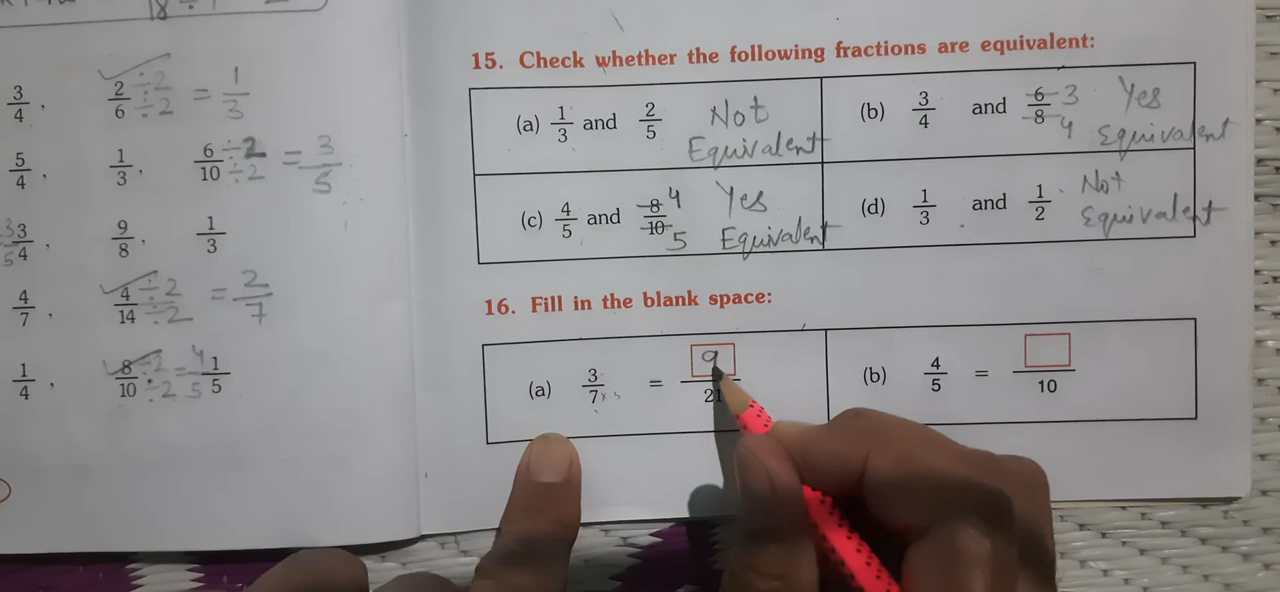 3/4 , 2/6 ÷2 ÷2 = 1/3
5/4 , 1/3 , 6/10 ÷2 ÷2 = 3/5
3/4 , 9/8 , 1/3
4/7 , 4/14 ÷2 ÷2 = 2/7
1/4 , 8/10 ÷2 ÷2 = 4/5 1/5
15. Check whether the following fractions are equivalent:
(a) 1/3 and 2/5 Not
Equivalent
(b) 3/4 and 6/8 3 4 Yes
Equivalent
(c) 4/5 and 8/10 4 5 Yes
Equivalent
(d) 1/3 and 1/2 Not
Equivalent
16. Fill in the blank space:
(a) 3/7 = 9/21
(b) 4/5 = /10